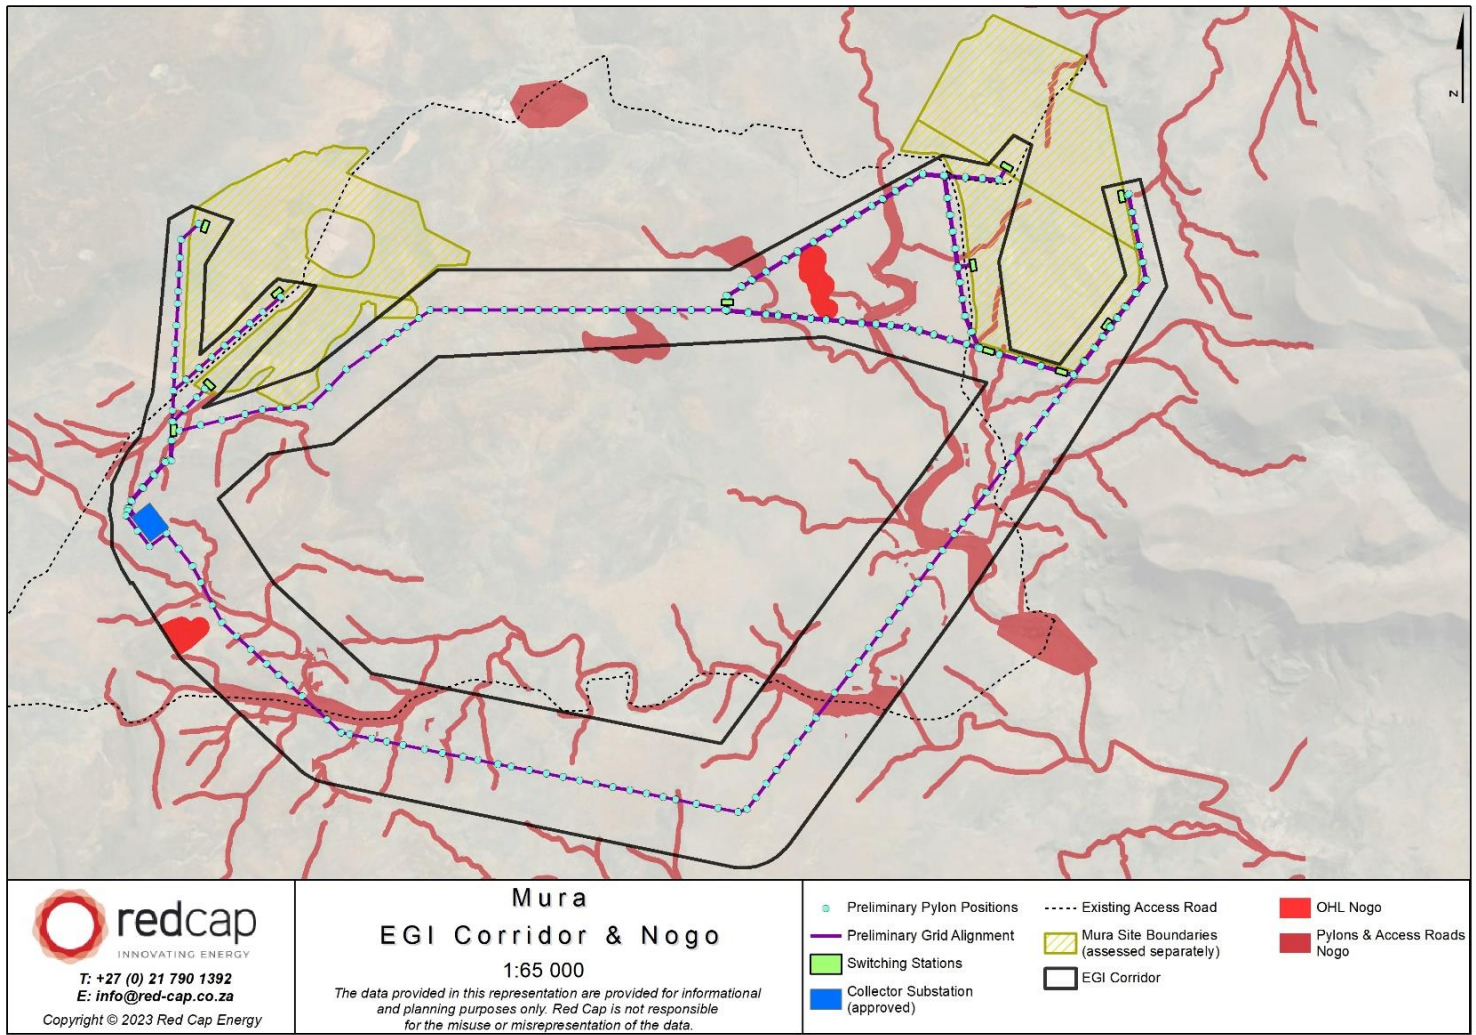 N
redcap
INNOVATING ENERGY
T: +27 (0) 21 790 1392
E: info@red-cap.co.za
Copyright © 2023 Red Cap Energy
Mura
EGI Corridor & Nogo
1:65 000
The data provided in this representation are provided for informational
and planning purposes only. Red Cap is not responsible
for the misuse or misrepresentation of the data.
Preliminary Pylon Positions
Preliminary Grid Alignment
Switching Stations
Collector Substation
(approved)
Existing Access Road
Mura Site Boundaries
(assessed separately)
EGI Corridor
OHL Nogo
Pylons & Access Roads
Nogo